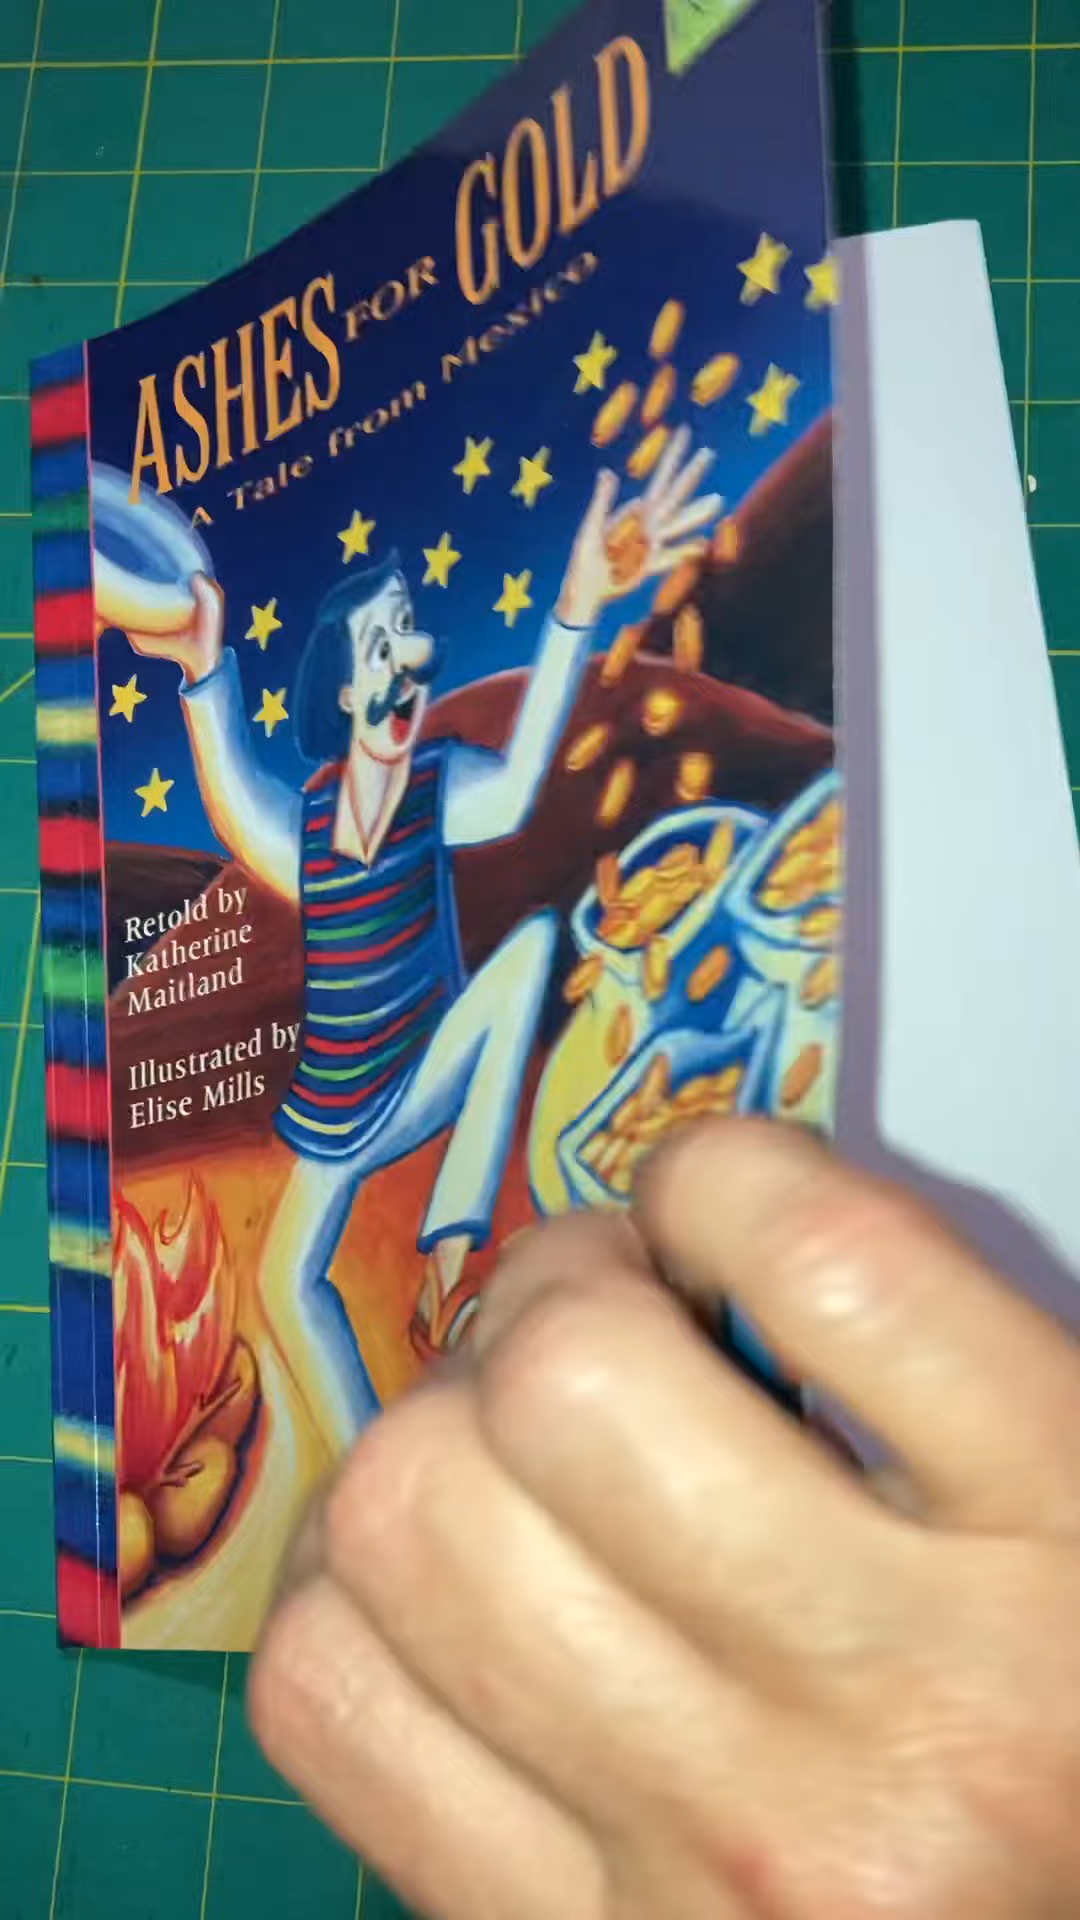 ASHES FOR GOLD
A Tale from Mexico
Retold by
Katherine
Maitland
Illustrated by
Elise Mills